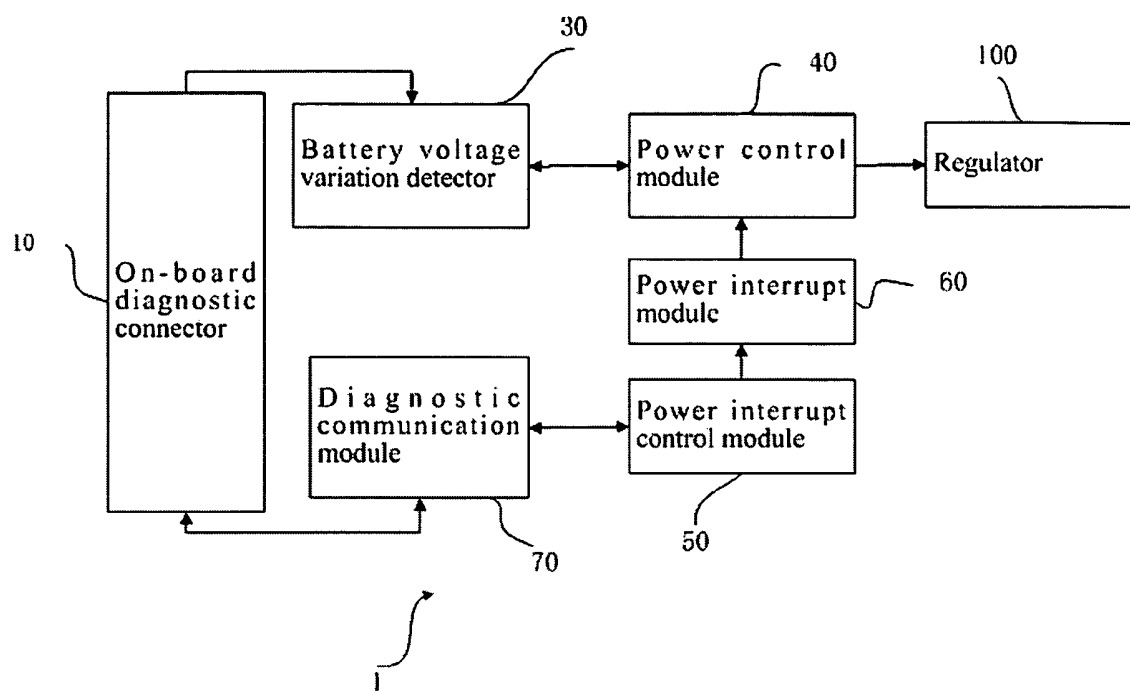 30
40
100
Battery voltage
variation detector
Power control
module
Regulator
10
On-board
diagnostic
connector
Power interrupt
module
60
Diagnostic
communication
module
Power interrupt
control module
50
70
1